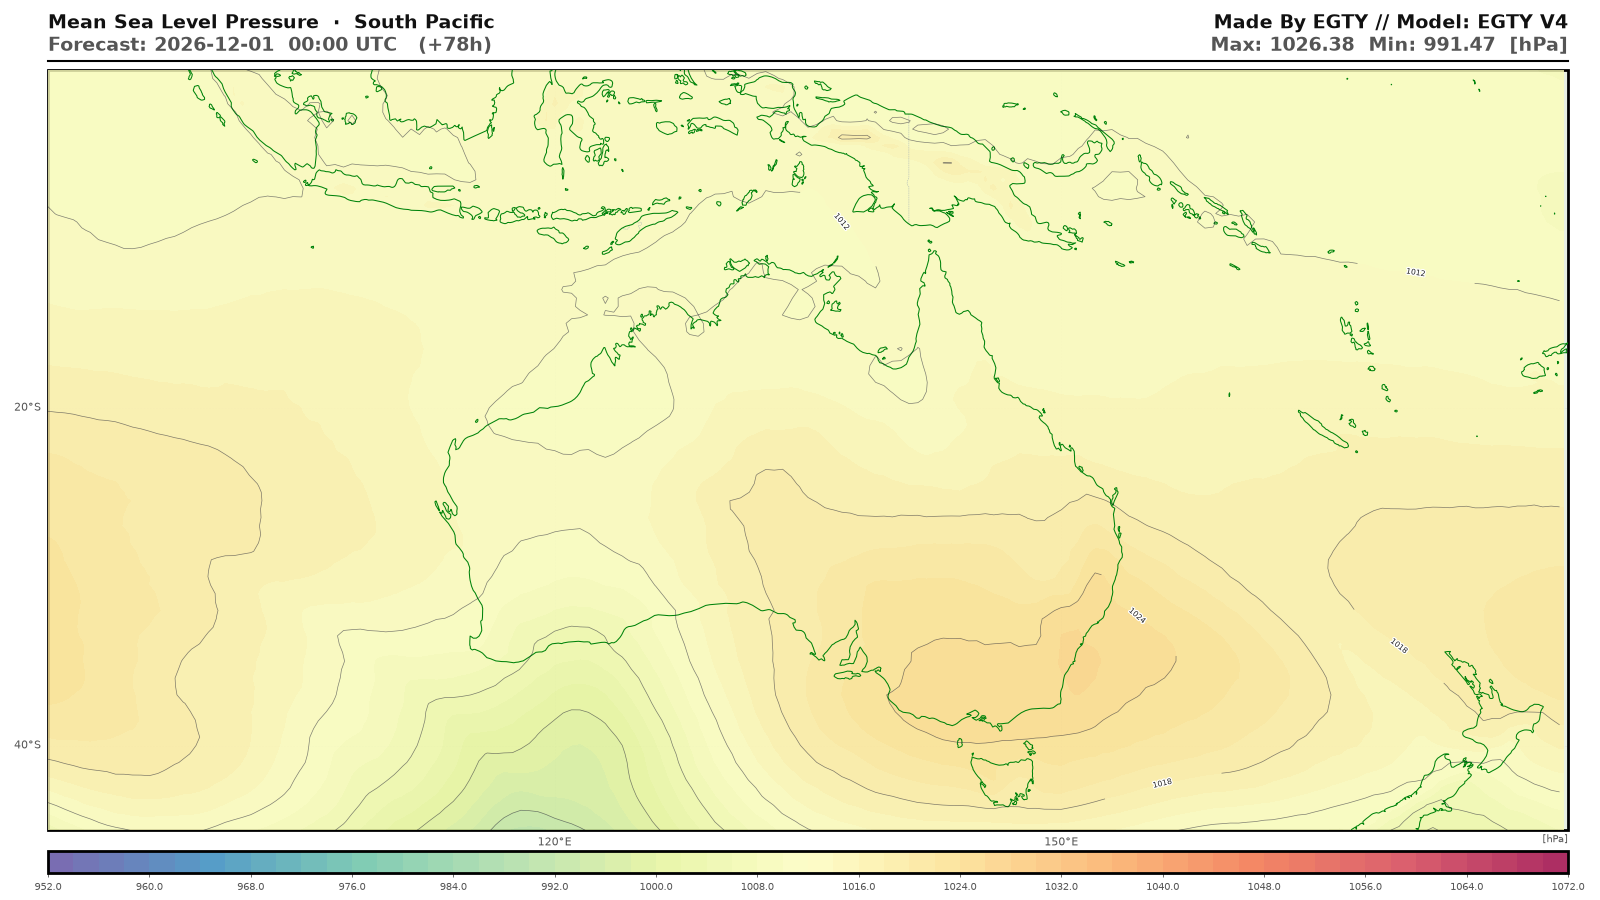 Mean Sea Level Pressure · South Pacific
Made By EGTY // Model: EGTY V4
Forecast: 2026-12-01 00:00 UTC (+78h)
Max: 1026.38 Min: 991.47 [hPa]
1012
1012
20°S
1024
1018
40°S
1018
120°E
150°E
[hPa]
952.0 960.0 968.0 976.0 984.0 992.0 1000.0 1008.0 1016.0 1024.0 1032.0 1040.0 1048.0 1056.0 1064.0 1072.0